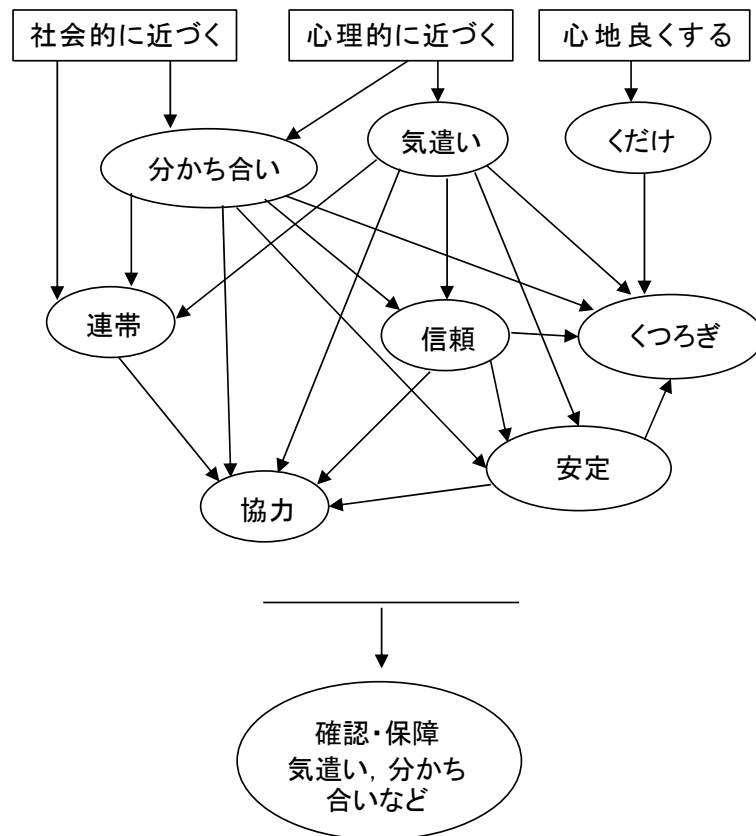 社会的に近づく
心理的に近づく
心地良くする
分かち合い
気遣い
くだけ
連帯
信頼
くつろぎ
協力
安定
確認・保障
気遣い，分かち
合いなど